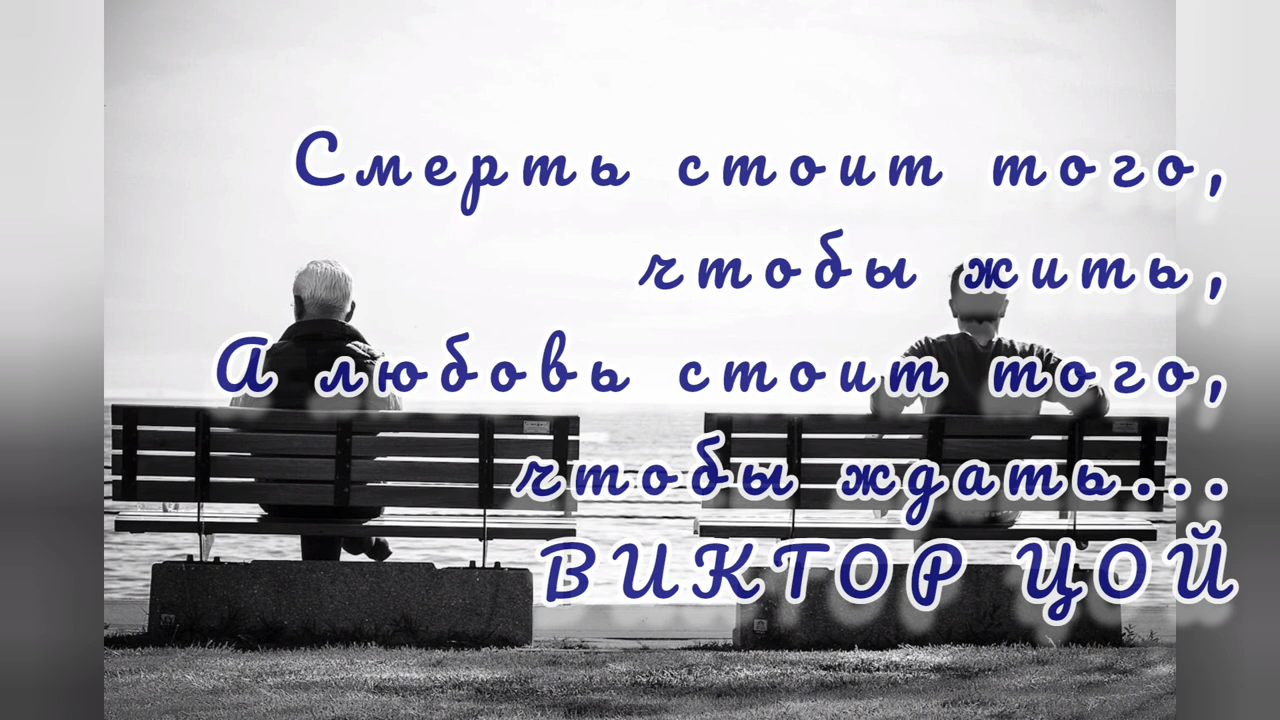 Смерть стоит того,
чтобы жить,
А любовь стоит того,
чтобы ждать...
ВИКТОР ЦОЙ